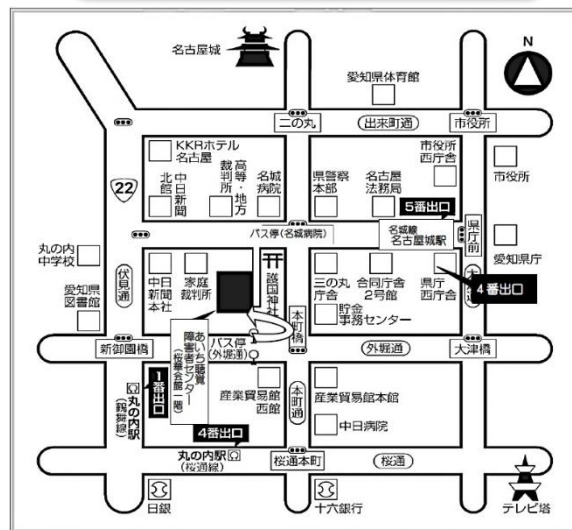 名古屋城
N
愛知県体育館
二の丸
出来町通
市役所
KKRホテル
名古屋
中日新聞
北館
高等・地方
裁判所
名城
病院
県警察
本部
名古屋
法務局
市役所
西庁舎
市役所
22
5番出口
バス停(名城病院)
名城線
名古屋城駅
県庁前
丸の内
中学校
愛知県
図書館
伏見通
中日
新聞
本社
家庭
裁判所
護国神社
三の丸
庁舎
合同庁舎
2号館
県庁
西庁舎
愛知県庁
4番出口
貯金
事務センター
本町橋
新御園橋
あいち聴覚
障害者センター
(桜華会館一階)
バス停
(外堀通)
外堀通
大津橋
1番出口
丸の内駅
(鶴舞線)
産業貿易館
西館
本町通
産業貿易館本館
中日病院
4番出口
丸の内駅
(桜通線)
桜通本町
桜通
日銀
十六銀行
テレビ塔